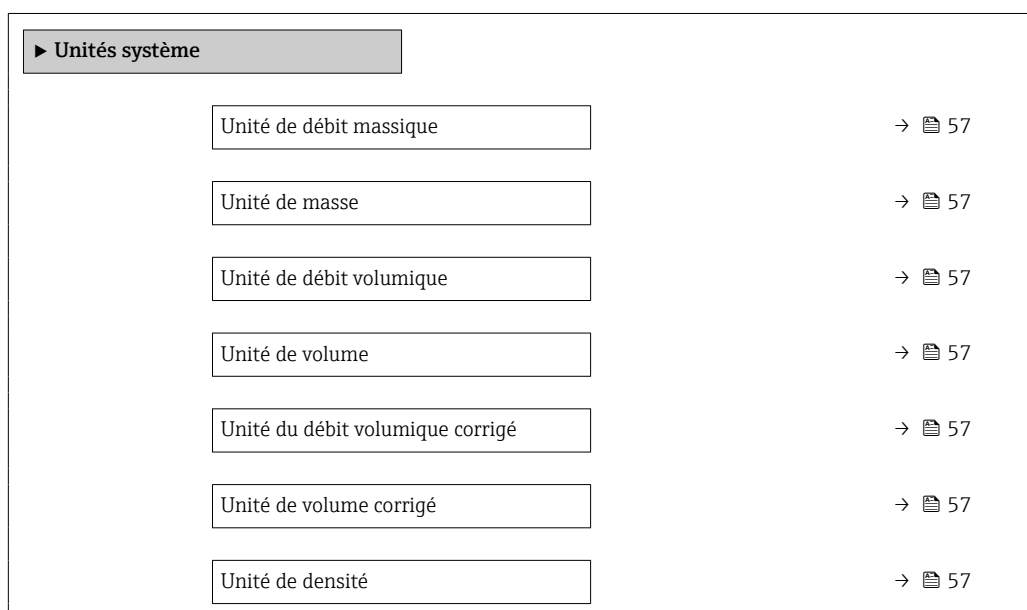 ▶ Unités système
Unité de débit massique → 57
Unité de masse → 57
Unité de débit volumique → 57
Unité de volume → 57
Unité du débit volumique corrigé → 57
Unité de volume corrigé → 57
Unité de densité → 57